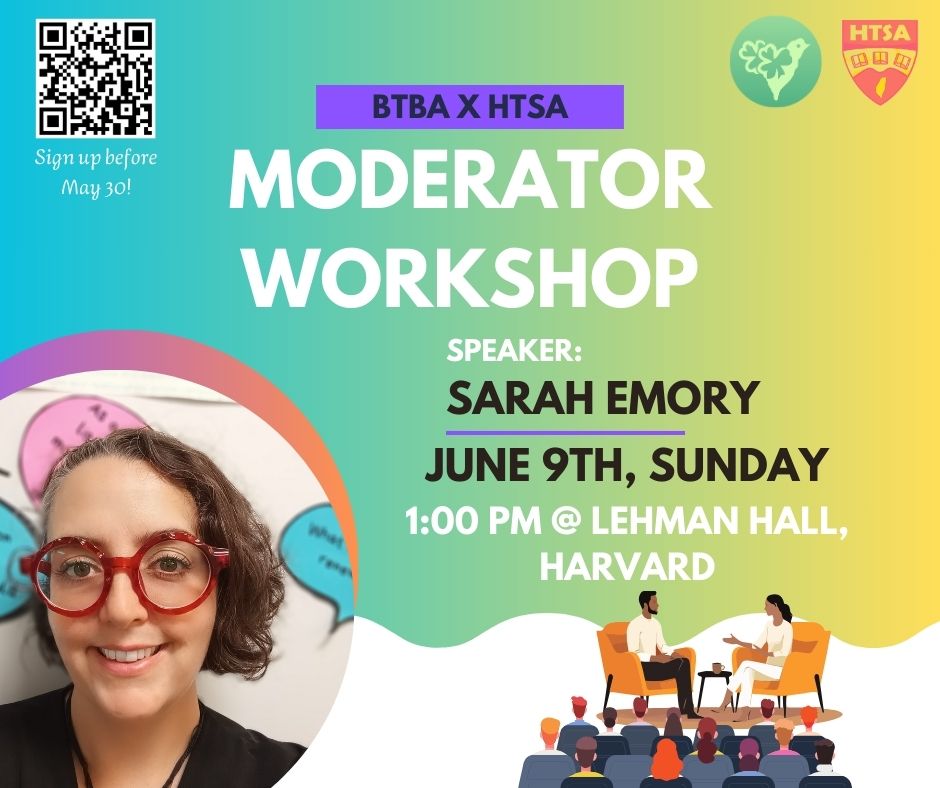 Sign up before
May 30!
HTSA
BTBA X HTSA
MODERATOR
WORKSHOP
SPEAKER:
SARAH EMORY
JUNE 9TH, SUNDAY
1:00 PM @ LEHMAN HALL,
HARVARD
What